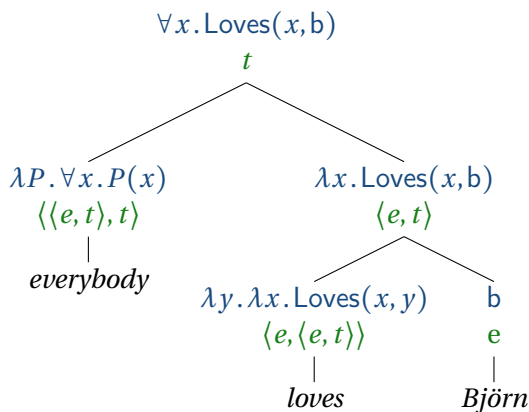 ∀x.Loves(x,b)
t
λP.∀x.P(x)
⟨⟨e,t⟩,t⟩
everybody
λx.Loves(x,b)
⟨e,t⟩
λy.λx.Loves(x,y)
⟨e,⟨e,t⟩⟩
loves
b
e
Björn